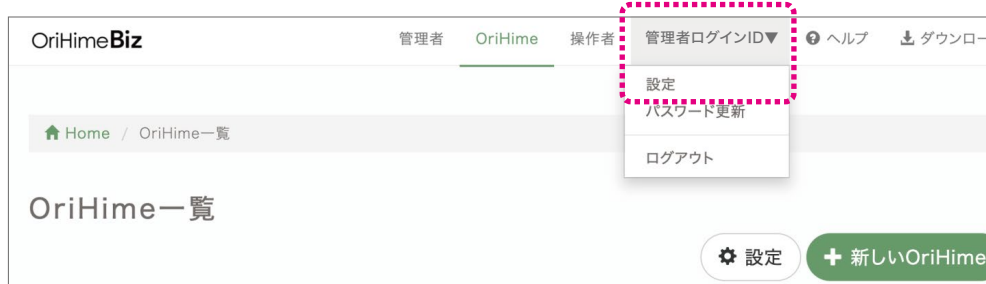 OriHimeBiz 管理者 OriHime 操作者 管理者ログインID▼ ヘルプ ダウンロー
設定
パスワード更新
ログアウト
Home / OriHime一覧
OriHime一覧
設定 新しいOriHime